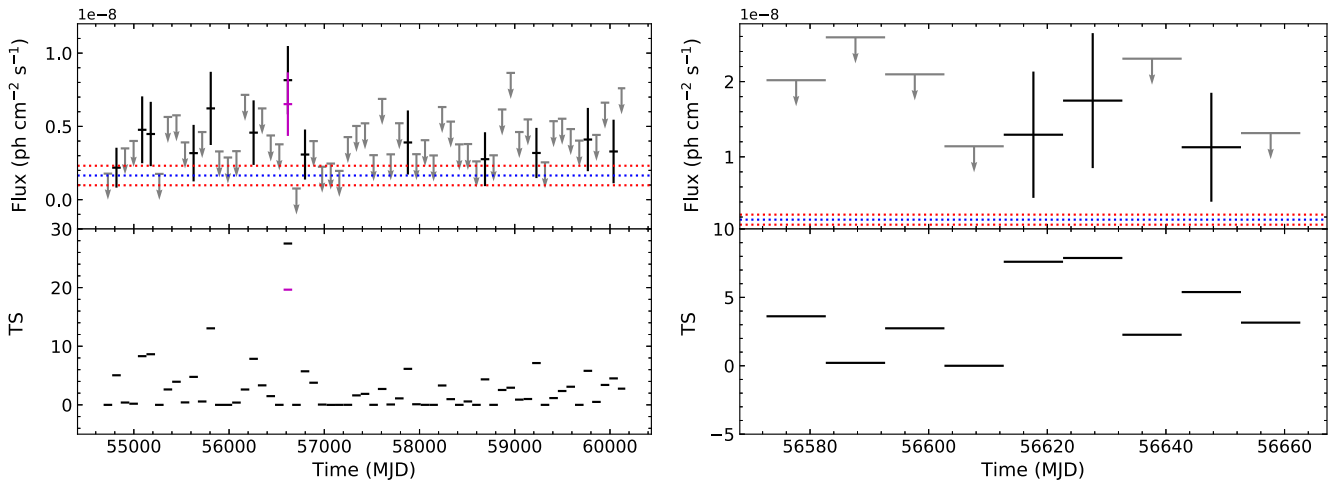 1e−8
Flux (ph cm−2 s−1)
1.0
0.5
0.0
TS
30
20
10
0
55000 56000 57000 58000 59000 60000
Time (MJD)
1e−8
Flux (ph cm−2 s−1)
2
1
TS
10
5
0
−5
56580 56600 56620 56640 56660
Time (MJD)